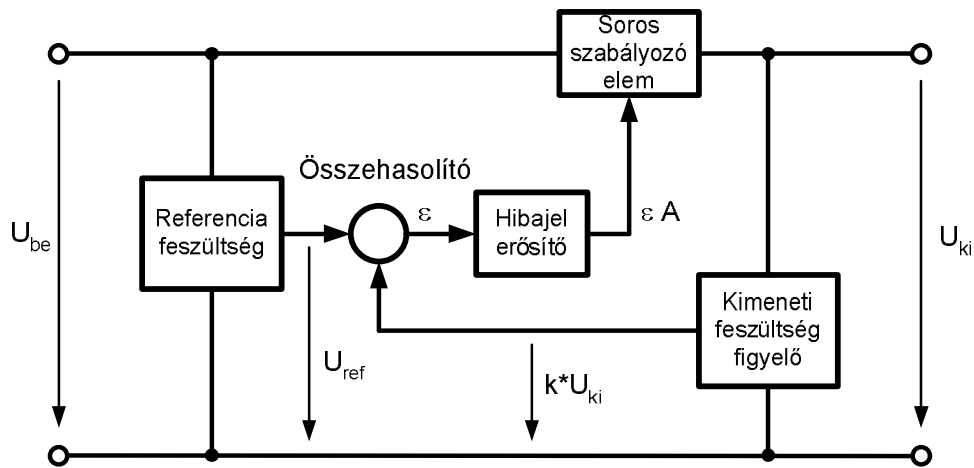 Soros
szabályozó
elem
Összehasolító
Referencia
feszültség
ε
Hibajel
erősítő
ε A
U_be
U_ki
Kimeneti
feszültség
figyelő
U_ref
k*U_ki